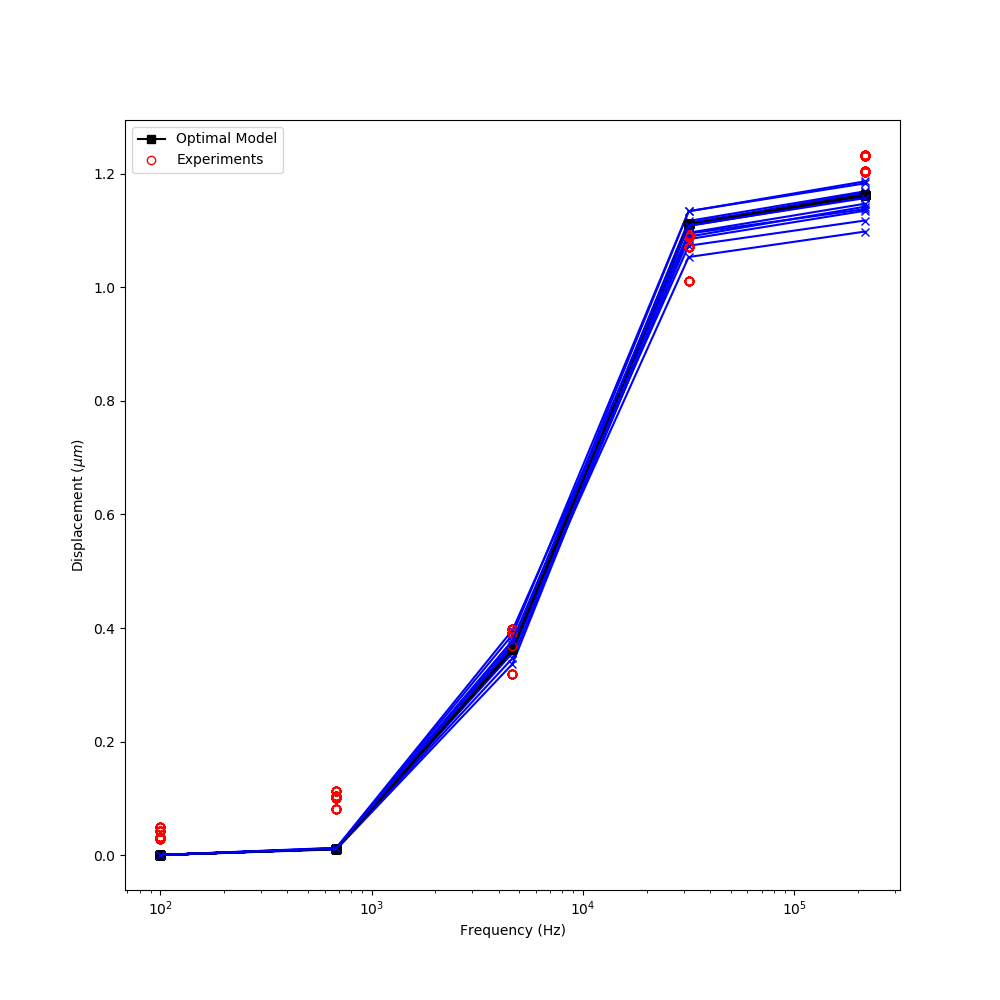 Optimal Model
Experiments
1.2
1.0
0.8
0.6
0.4
0.2
0.0
Displacement (μm)
10²
10³
10⁴
10⁵
Frequency (Hz)